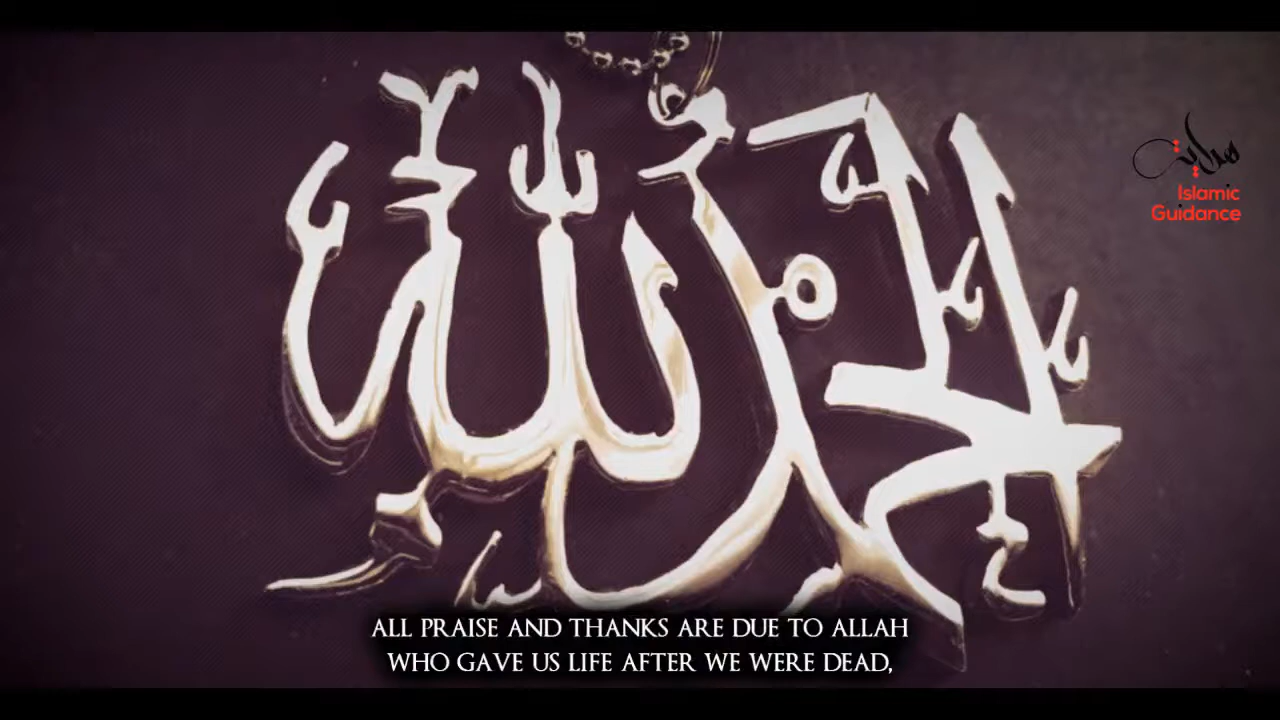 الحمد لله
هداية
Islamic
Guidance
ALL PRAISE AND THANKS ARE DUE TO ALLAH
WHO GAVE US LIFE AFTER WE WERE DEAD,